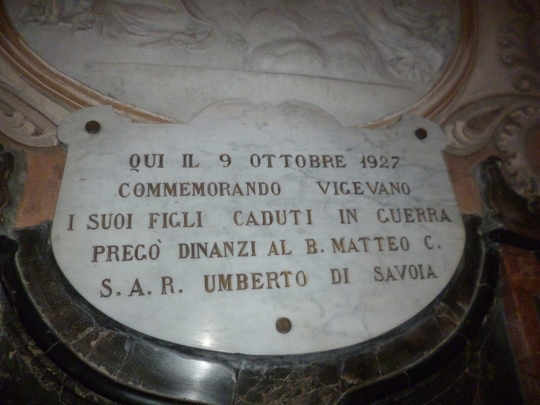 QUI IL 9 OTTOBRE 1927
COMMEMORANDO VIGEVANO
I SUOI FIGLI CADUTI IN GUERRA
PREGÒ DINANZI AL B. MATTEO C.
S. A. R. UMBERTO DI SAVOIA